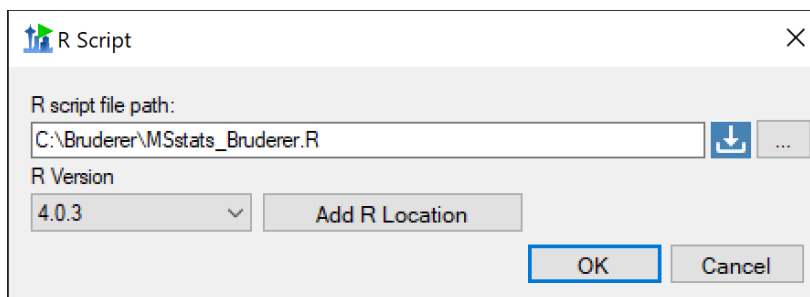 R Script
R script file path:
C:\Bruderer\MSstats_Bruderer.R
...
R Version
4.0.3
Add R Location
OK
Cancel